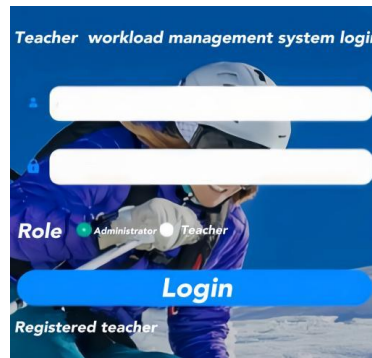 Teacher workload management system logi
Role Administrator Teacher
Login
Registered teacher